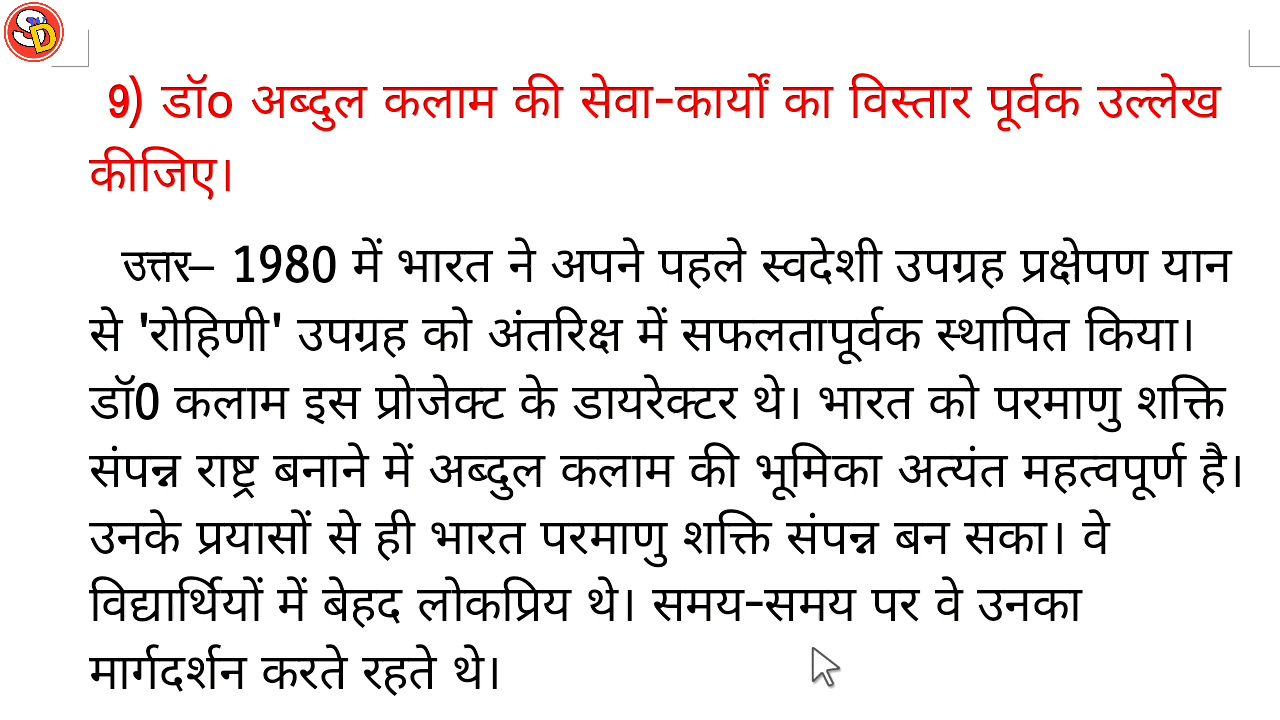 SD
9) डॉo अब्दुल कलाम की सेवा-कार्यों का विस्तार पूर्वक उल्लेख
कीजिए।
उत्तर– 1980 में भारत ने अपने पहले स्वदेशी उपग्रह प्रक्षेपण यान
से 'रोहिणी' उपग्रह को अंतरिक्ष में सफलतापूर्वक स्थापित किया।
डॉ0 कलाम इस प्रोजेक्ट के डायरेक्टर थे। भारत को परमाणु शक्ति
संपन्न राष्ट्र बनाने में अब्दुल कलाम की भूमिका अत्यंत महत्वपूर्ण है।
उनके प्रयासों से ही भारत परमाणु शक्ति संपन्न बन सका। वे
विद्यार्थियों में बेहद लोकप्रिय थे। समय-समय पर वे उनका
मार्गदर्शन करते रहते थे।